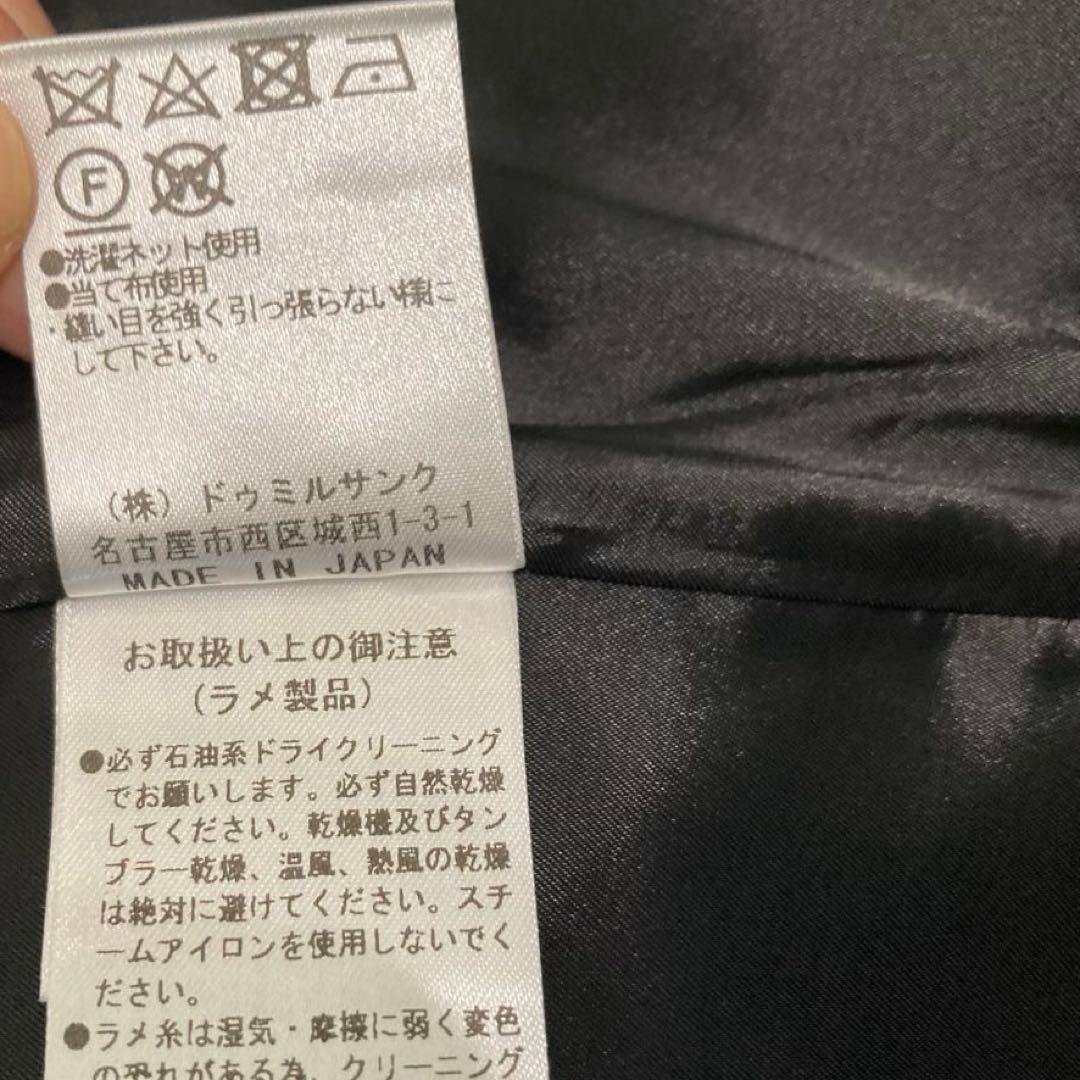 F
W
●洗濯ネット使用
●当て布使用
・縫い目を強く引っ張らない様に
して下さい。
(株)ドゥミルサンク
名古屋市西区城西1-3-1
MADE IN JAPAN
お取扱い上の御注意
(ラメ製品)
●必ず石油系ドライクリーニング
でお願いします。必ず自然乾燥
してください。乾燥機及びタン
ブラー乾燥、温風、熱風の乾燥
は絶対に避けてください。スチ
ームアイロンを使用しないでく
ださい。
●ラメ糸は湿気・摩擦に弱く変色
の恐れがある為、クリーニング